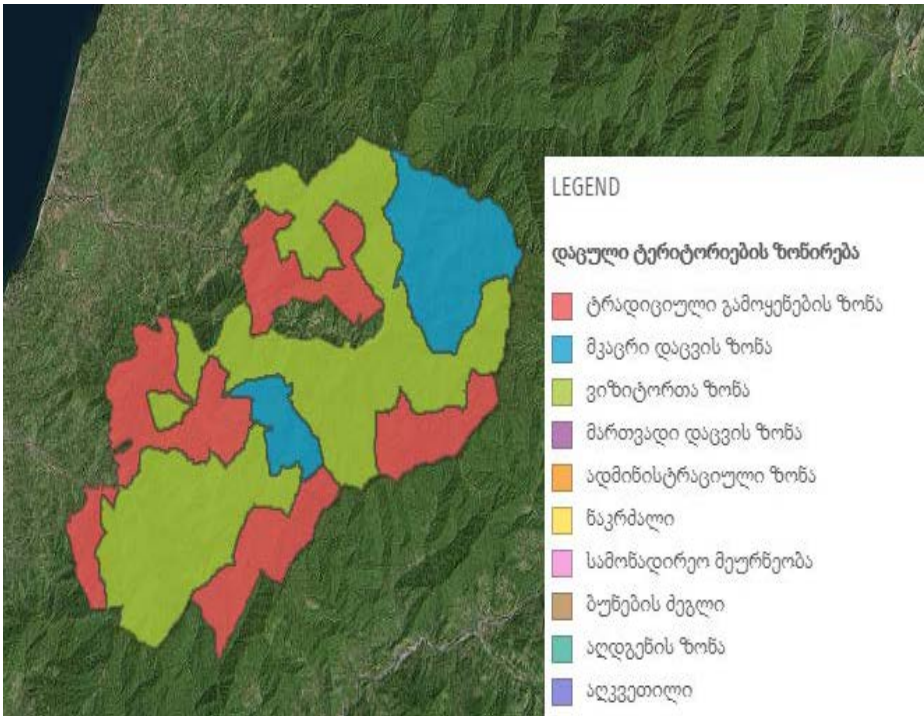 LEGEND
დაცული ტერიტორიების ზონირება
ტრადიციული გამოყენების ზონა
მკაცრი დაცვის ზონა
ვიზიტორთა ზონა
მართვადი დაცვის ზონა
ადმინისტრაციული ზონა
ნაკრძალი
სამონადირეო მეურნეობა
ბუნების ძეგლი
აღდგენის ზონა
აღკვეთილი